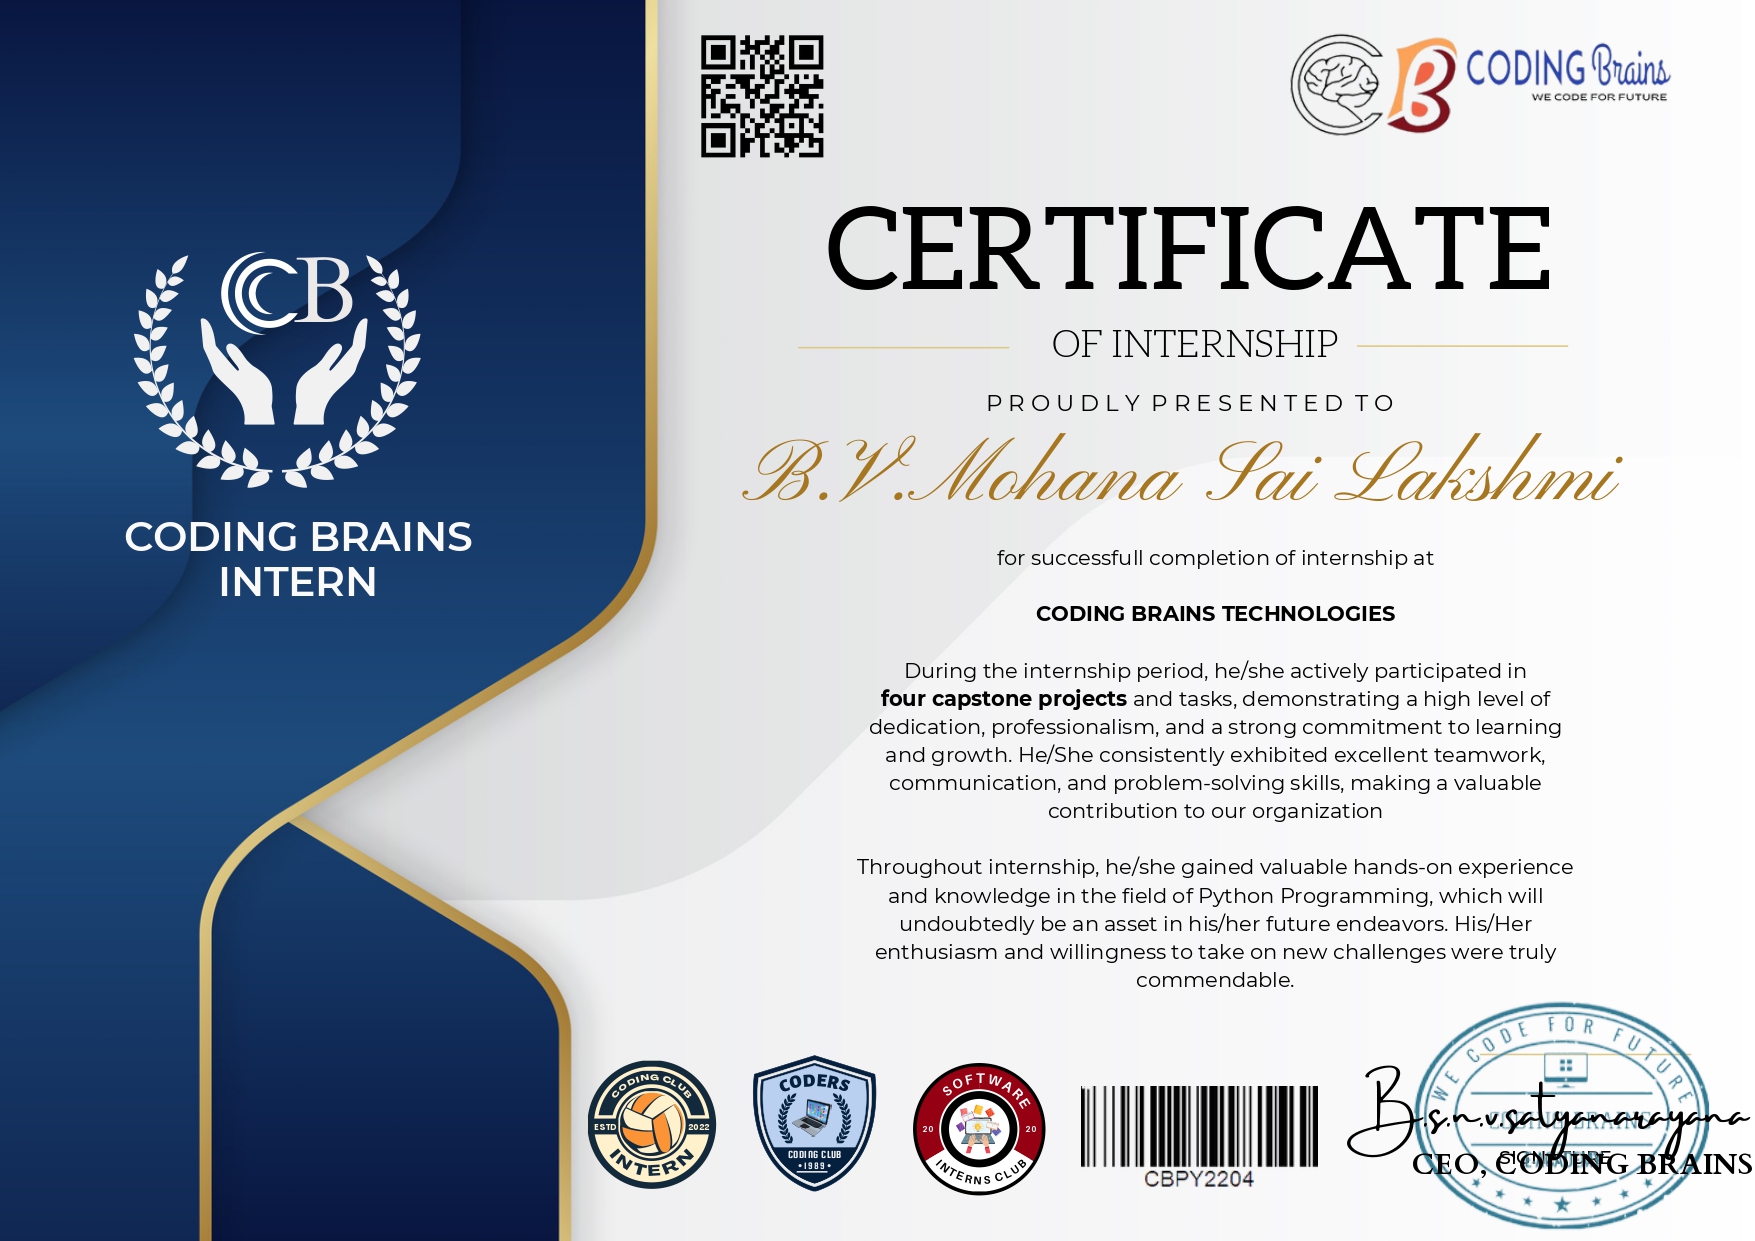 CODING Brains
WE CODE FOR FUTURE
CB
CODING BRAINS
INTERN
CERTIFICATE
OF INTERNSHIP
PROUDLY PRESENTED TO
B.V.Mohana Sai Lakshmi
for successfull completion of internship at
CODING BRAINS TECHNOLOGIES
During the internship period, he/she actively participated in
four capstone projects and tasks, demonstrating a high level of
dedication, professionalism, and a strong commitment to learning
and growth. He/She consistently exhibited excellent teamwork,
communication, and problem-solving skills, making a valuable
contribution to our organization
Throughout internship, he/she gained valuable hands-on experience
and knowledge in the field of Python Programming, which will
undoubtedly be an asset in his/her future endeavors. His/Her
enthusiasm and willingness to take on new challenges were truly
commendable.
CODING CLUB
ESTD 2022
INTERN
CODERS
CODING CLUB
•1989•
SOFTWARE
20 20
INTERNS CLUB
CBPY2204
WE CODE FOR FUTURE
CODING BRAINS
B.s.n.v.satyanarayana
SIGNATURE
CEO, CODING BRAINS